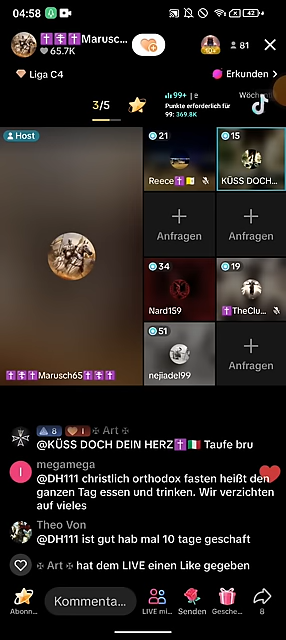 04:58
42
✝️✝️✝️Marusc...
65.7K
81
Liga C4
Erkunden >
3/5
99+ | e
Punkte erforderlich für
99: 369.8K
Host
21
15
Reece✝️
KÜSS DOCH...
Anfragen
Anfragen
34
19
Nard159
✝️TheClu...
51
nejiadel99
Anfragen
✝️✝️✝️Marusch65✝️✝️✝️
8 I ✠ Art ✠
@KÜSS DOCH DEIN HERZ✝️🇮🇹 Taufe bru
megamega
@DH111 christlich orthodox fasten heißt den
ganzen Tag essen und trinken. Wir verzichten
auf vieles
Theo Von
@DH111 ist gut hab mal 10 tage geschaft
✠ Art ✠ hat dem LIVE einen Like gegeben
Abonn...
Kommenta...
LIVE mi...
Senden
Gesche...
8